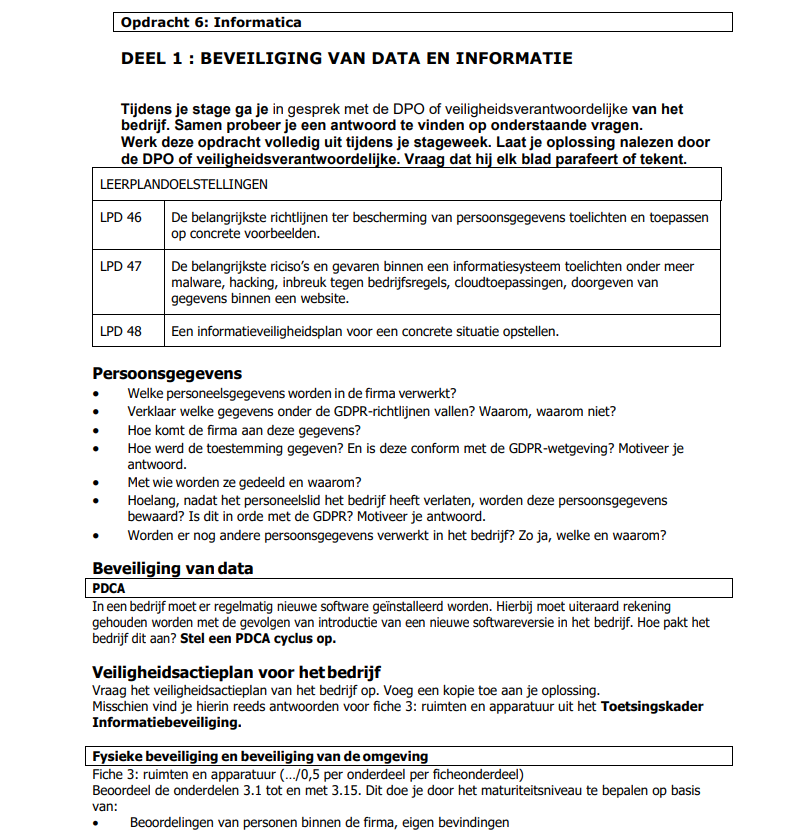 Opdracht 6: Informatica
DEEL 1 : BEVEILIGING VAN DATA EN INFORMATIE
Tijdens je stage ga je in gesprek met de DPO of veiligheidsverantwoordelijke van het
bedrijf. Samen probeer je een antwoord te vinden op onderstaande vragen.
Werk deze opdracht volledig uit tijdens je stageweek. Laat je oplossing nalezen door
de DPO of veiligheidsverantwoordelijke. Vraag dat hij elk blad parafeert of tekent.
LEERPLANDOELSTELLINGEN
LPD 46 De belangrijkste richtlijnen ter bescherming van persoonsgegevens toelichten en toepassen
op concrete voorbeelden.
LPD 47 De belangrijkste riciso's en gevaren binnen een informatiesysteem toelichten onder meer
malware, hacking, inbreuk tegen bedrijfsregels, cloudtoepassingen, doorgeven van
gegevens binnen een website.
LPD 48 Een informatieveiligheidsplan voor een concrete situatie opstellen.
Persoonsgegevens
• Welke personeelsgegevens worden in de firma verwerkt?
• Verklaar welke gegevens onder de GDPR-richtlijnen vallen? Waarom, waarom niet?
• Hoe komt de firma aan deze gegevens?
• Hoe werd de toestemming gegeven? En is deze conform met de GDPR-wetgeving? Motiveer je
antwoord.
• Met wie worden ze gedeeld en waarom?
• Hoelang, nadat het personeelslid het bedrijf heeft verlaten, worden deze persoonsgegevens
bewaard? Is dit in orde met de GDPR? Motiveer je antwoord.
• Worden er nog andere persoonsgegevens verwerkt in het bedrijf? Zo ja, welke en waarom?
Beveiliging van data
PDCA
In een bedrijf moet er regelmatig nieuwe software geïnstalleerd worden. Hierbij moet uiteraard rekening
gehouden worden met de gevolgen van introductie van een nieuwe softwareversie in het bedrijf. Hoe pakt het
bedrijf dit aan? Stel een PDCA cyclus op.
Veiligheidsactieplan voor het bedrijf
Vraag het veiligheidsactieplan van het bedrijf op. Voeg een kopie toe aan je oplossing.
Misschien vind je hierin reeds antwoorden voor fiche 3: ruimten en apparatuur uit het Toetsingskader
Informatiebeveiliging.
Fysieke beveiliging en beveiliging van de omgeving
Fiche 3: ruimten en apparatuur (…/0,5 per onderdeel per ficheonderdeel)
Beoordeel de onderdelen 3.1 tot en met 3.15. Dit doe je door het maturiteitsniveau te bepalen op basis
van:
• Beoordelingen van personen binnen de firma, eigen bevindingen